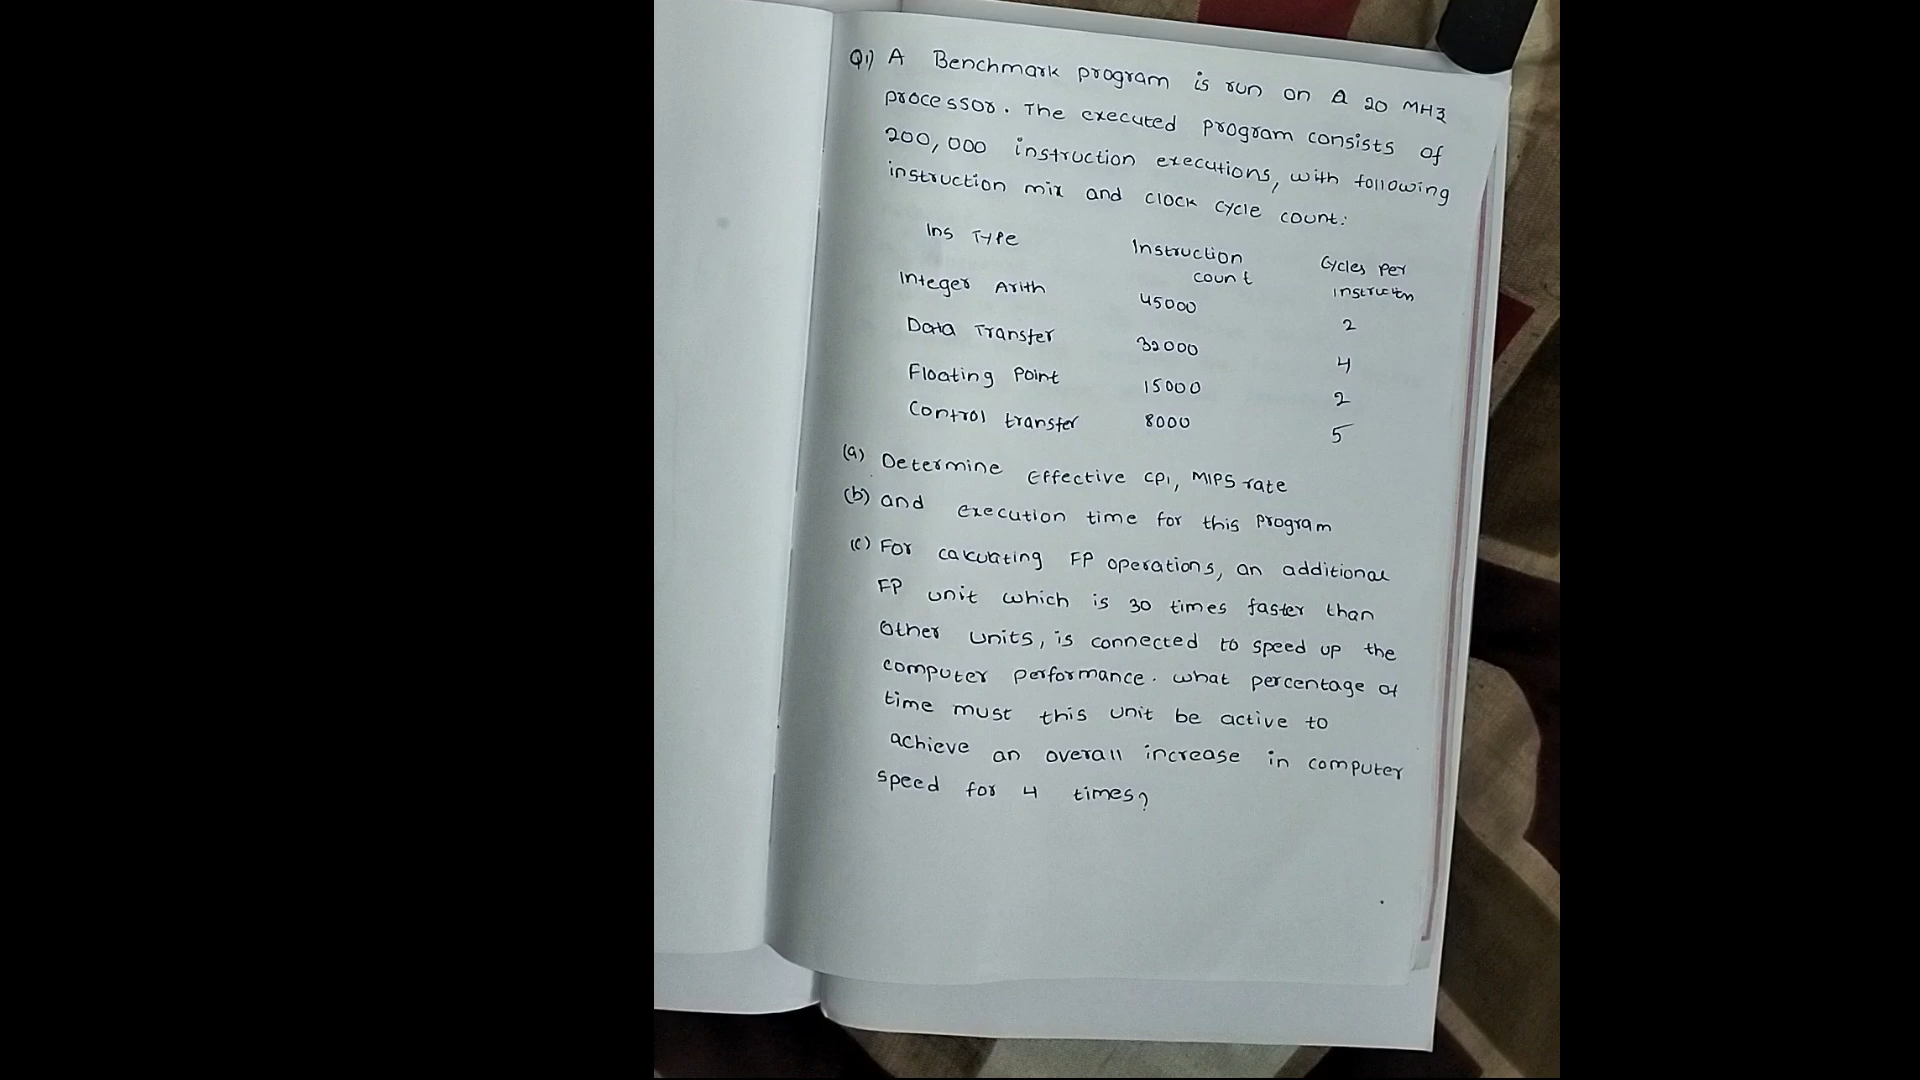 Q1) A Benchmark program is run on a 20 MHz
processor. The executed program consists of
200,000 instruction executions, with following
instruction mix and clock cycle count:
Ins Type Instruction count Cycles per instruction
Integer Arith 45000 2
Data Transfer 32000 4
Floating Point 15000 2
Control transfer 8000 5
(a) Determine Effective CPI, MIPS rate
(b) and execution time for this Program
(c) For calculating FP operations, an additional
FP unit which is 30 times faster than
other units, is connected to speed up the
computer performance. what percentage of
time must this unit be active to
achieve an overall increase in computer
speed for 4 times?